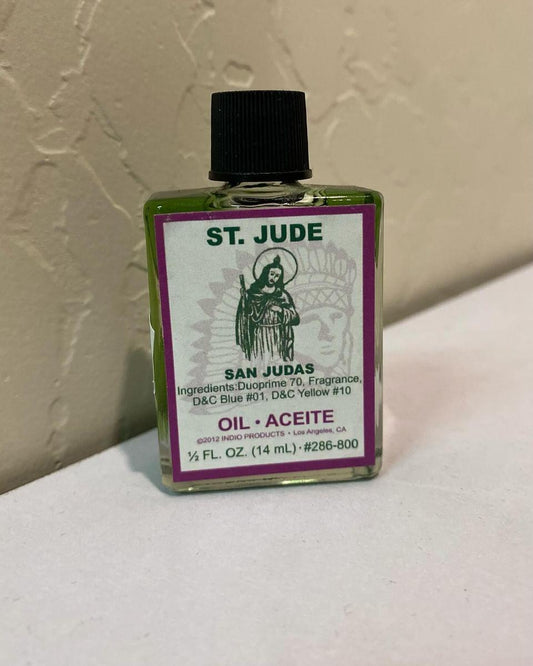 ST. JUDE
SAN JUDAS
Ingredients:Duoprime 70, Fragrance,
D&C Blue #01, D&C Yellow #10
OIL • ACEITE
©2012 INDIO PRODUCTS • Los Angeles, CA
½ FL. OZ. (14 mL) • #286-800